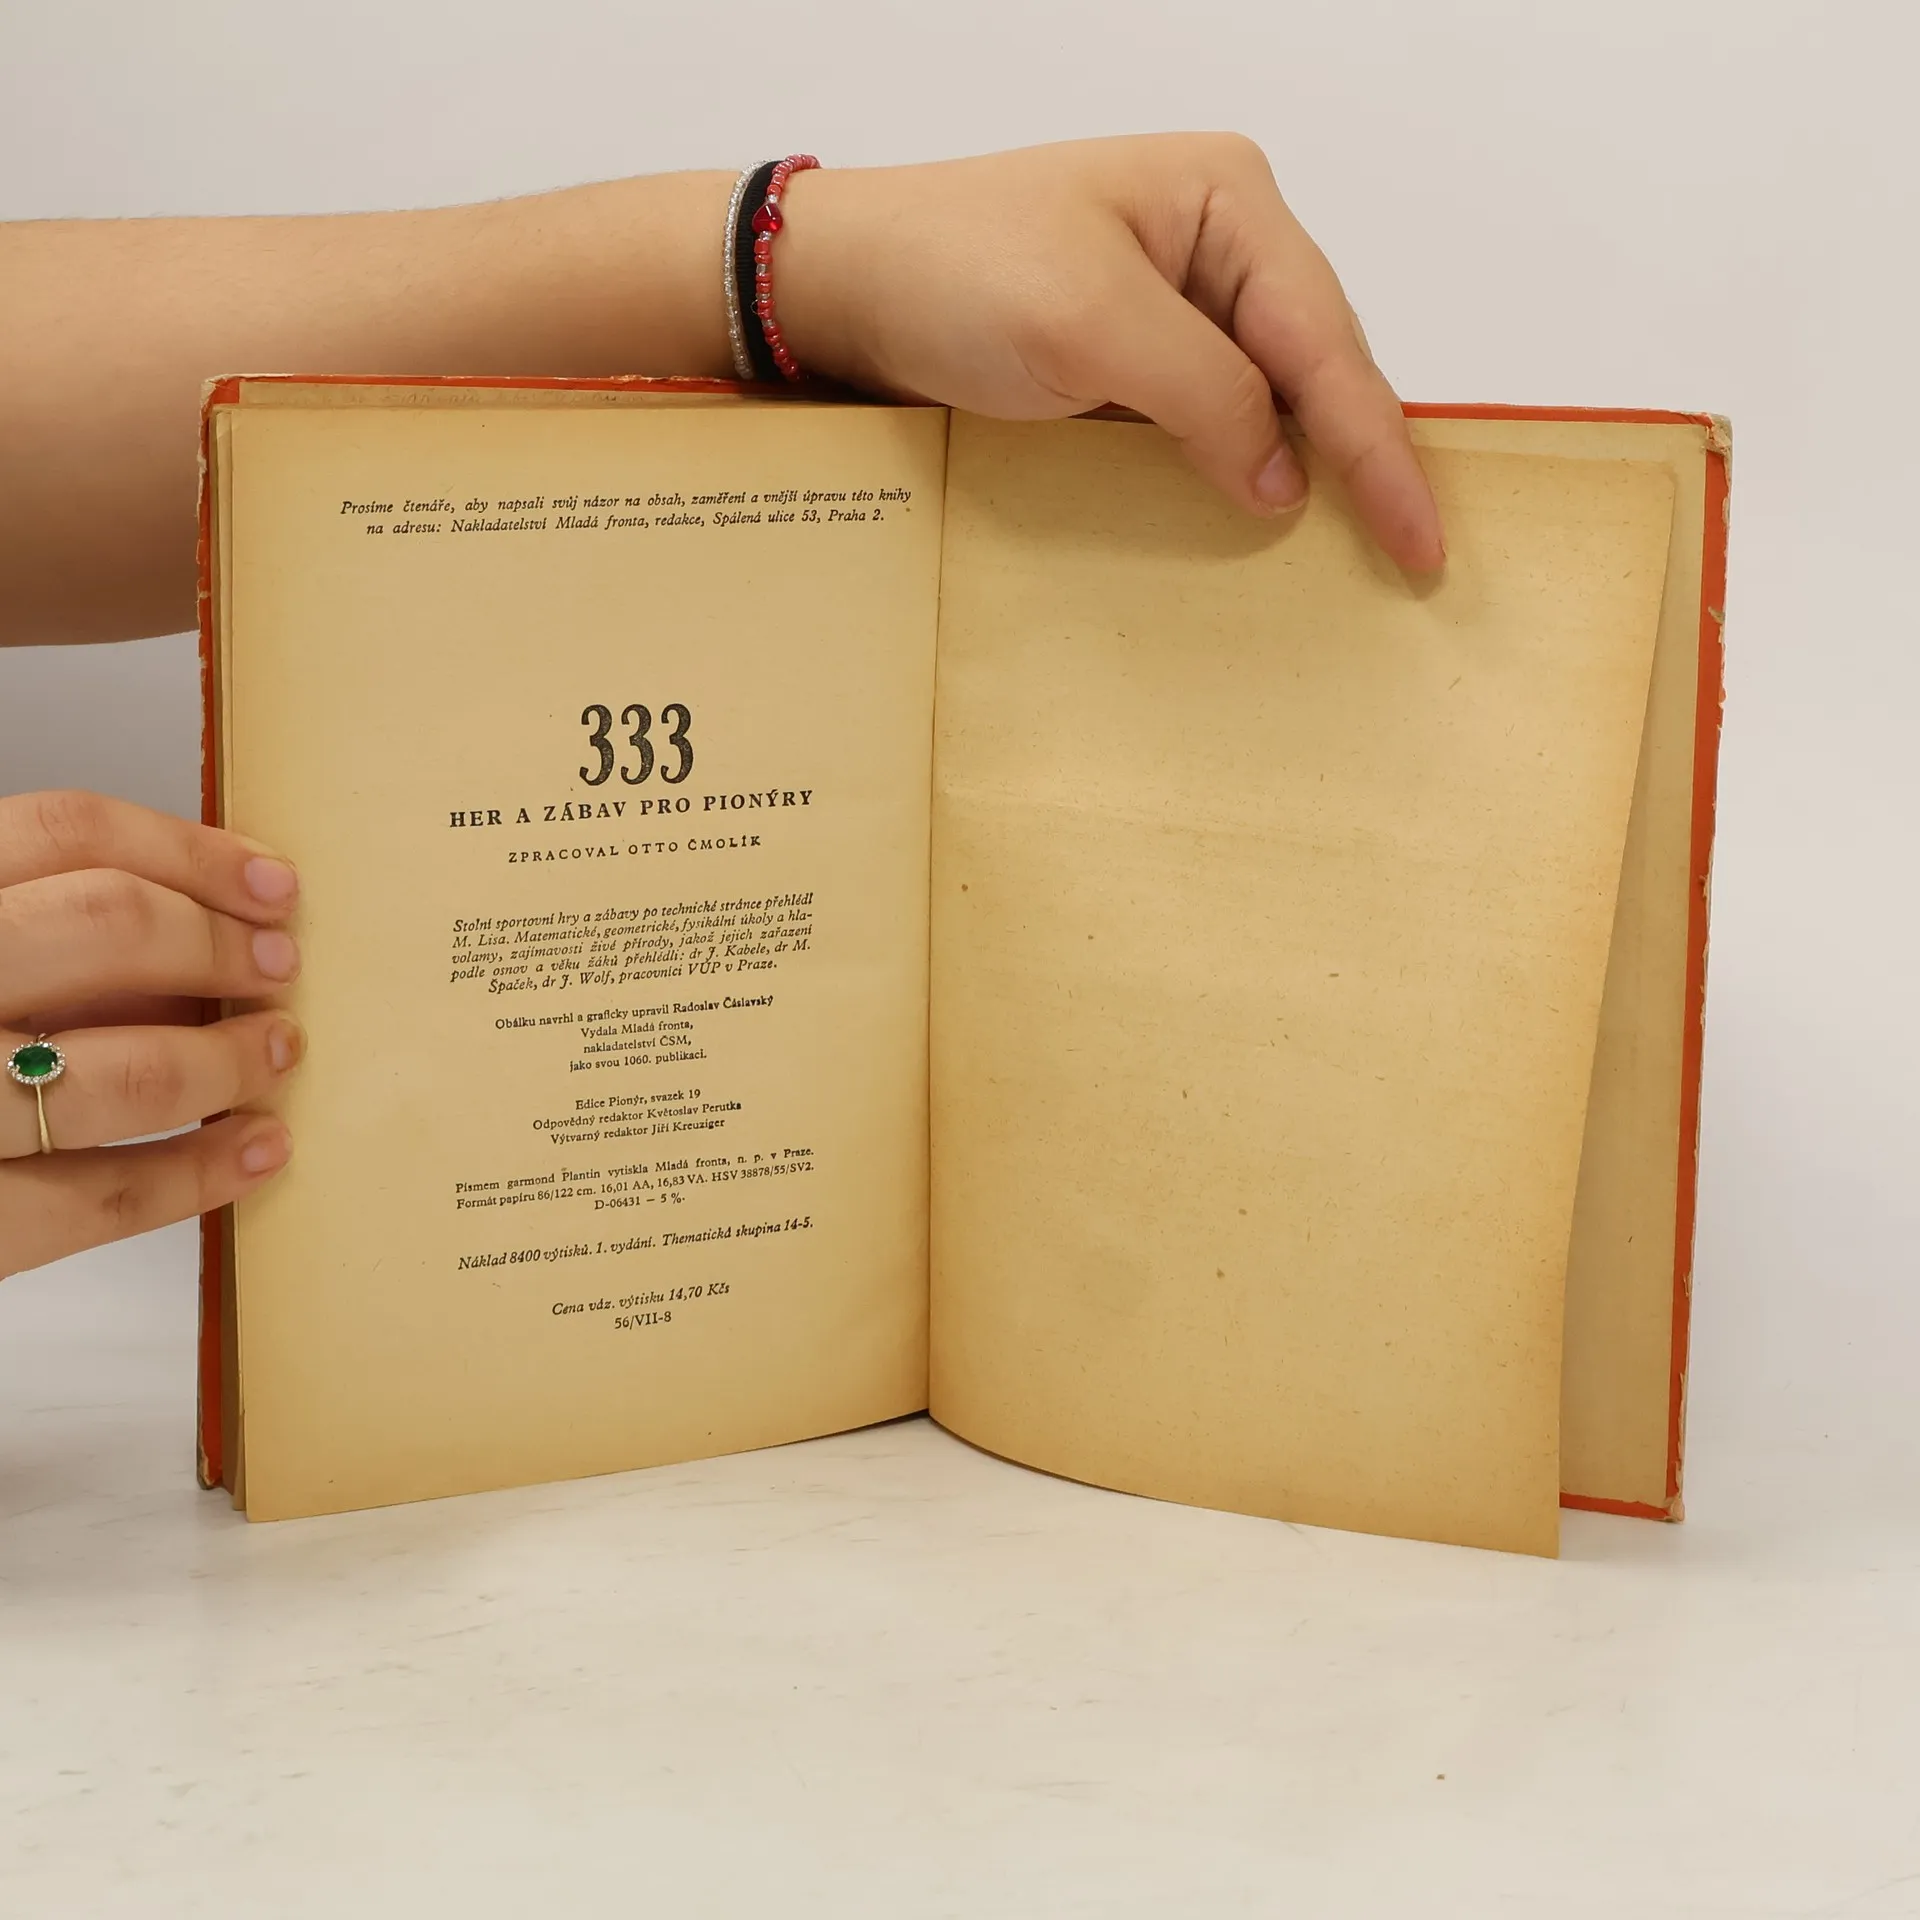 Prosíme čtenáře, aby napsali svůj názor na obsah, zaměření a vnější úpravu této knihy
na adresu: Nakladatelství Mladá fronta, redakce, Spálená ulice 53, Praha 2.
333
HER A ZÁBAV PRO PIONÝRY
ZPRACOVAL OTTO ČMOLÍK
Stolní sportovní hry a zábavy po technické stránce přehlédl
M. Lisa. Matematické, geometrické, fysikální úkoly a hla-
volamy, zajímavosti živé přírody, jakož jejich zařazení
podle osnov a věku žáků přehlédli: dr J. Kabele, dr M.
Špaček, dr J. Wolf, pracovníci VÚP v Praze.
Obálku navrhl a graficky upravil Radoslav Čáslavský
Vydala Mladá fronta,
nakladatelství ČSM,
jako svou 1060. publikaci.
Edice Pionýr, svazek 19
Odpovědný redaktor Květoslav Perutka
Výtvarný redaktor Jiří Kreuziger
Písmem garmond Plantin vytiskla Mladá fronta, n. p. v Praze.
Formát papíru 86/122 cm. 16,01 AA, 16,83 VA. HSV 38878/55/SV2.
D-06431 — 5 %.
Náklad 8400 výtisků. 1. vydání. Thematická skupina 14-5.
Cena váz. výtisku 14,70 Kčs
56/VII-8